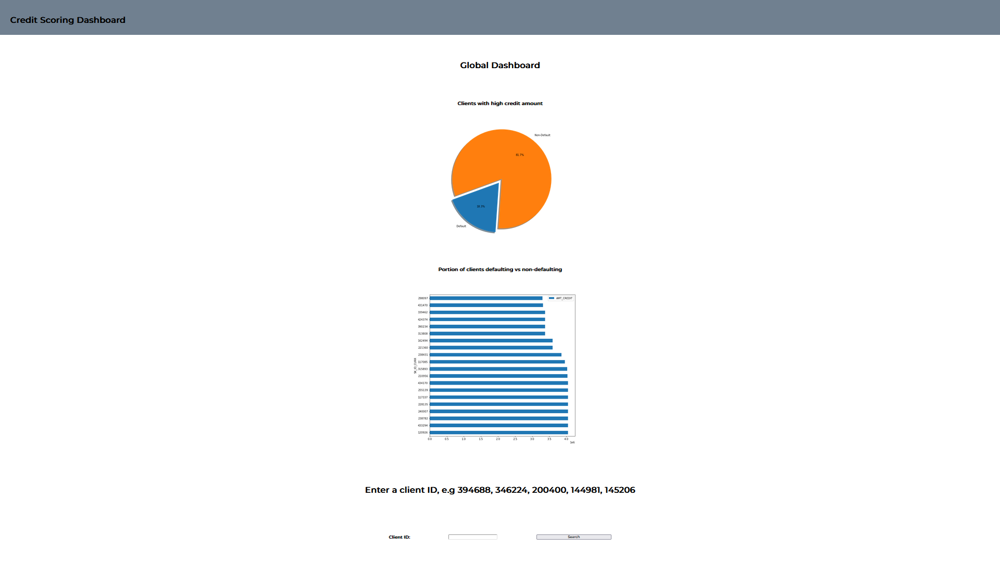 Credit Scoring Dashboard
Global Dashboard
Clients with high credit amount
Non-Default
81.7%
18.3%
Default
Portion of clients defaulting vs non-defaulting
AMT_CREDIT
SK_ID_CURR
298097
431470
339462
424374
390234
313808
162494
221360
238431
117085
315893
210956
434170
255139
117337
228135
240007
238782
433294
120926
0.0 0.5 1.0 1.5 2.0 2.5 3.0 3.5 4.0
1e6
Enter a client ID, e.g 394688, 346224, 200400, 144981, 145206
Client ID: Search